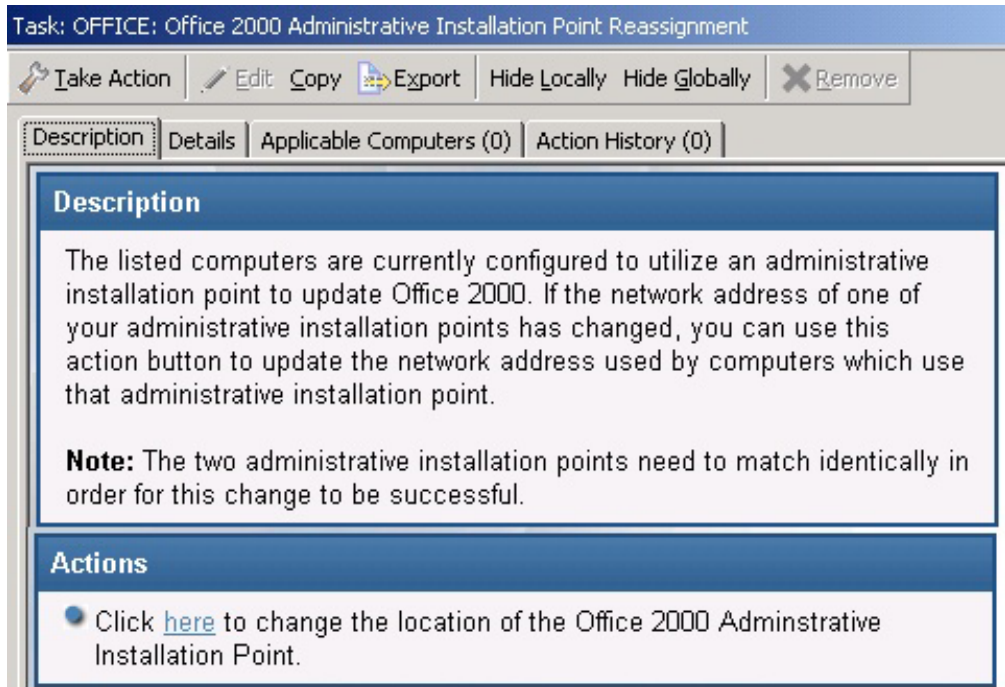 Task: OFFICE: Office 2000 Administrative Installation Point Reassignment
Take Action Edit Copy Export Hide Locally Hide Globally Remove
Description Details Applicable Computers (0) Action History (0)
Description
The listed computers are currently configured to utilize an administrative
installation point to update Office 2000. If the network address of one of
your administrative installation points has changed, you can use this
action button to update the network address used by computers which use
that administrative installation point.
Note: The two administrative installation points need to match identically in
order for this change to be successful.
Actions
Click here to change the location of the Office 2000 Adminstrative
Installation Point.